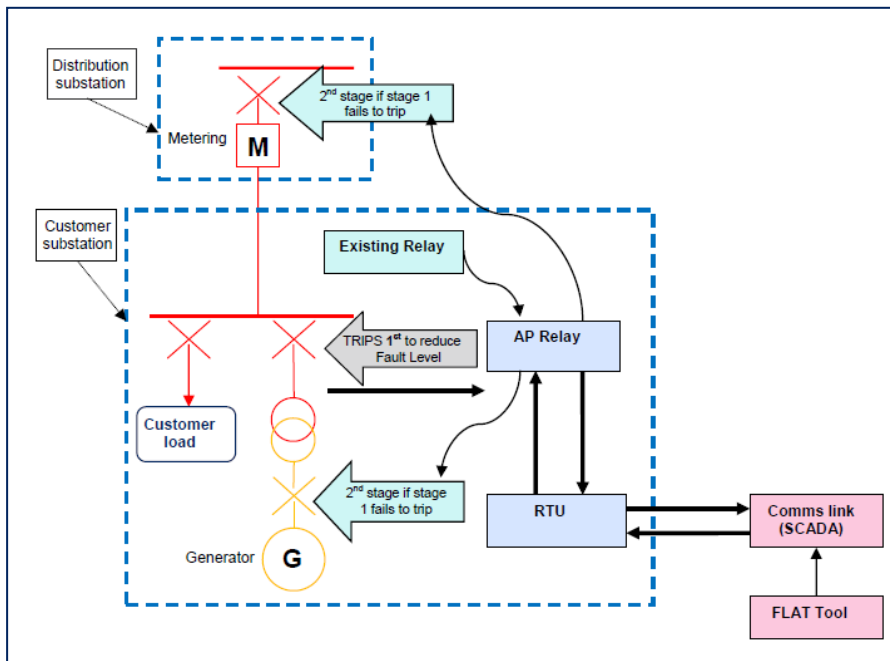 Distribution
substation
2nd stage if stage 1
fails to trip
Metering
M
Customer
substation
Existing Relay
TRIPS 1st to reduce
Fault Level
AP Relay
Customer
load
2nd stage if stage
1 fails to trip
RTU
Comms link
(SCADA)
Generator
G
FLAT Tool